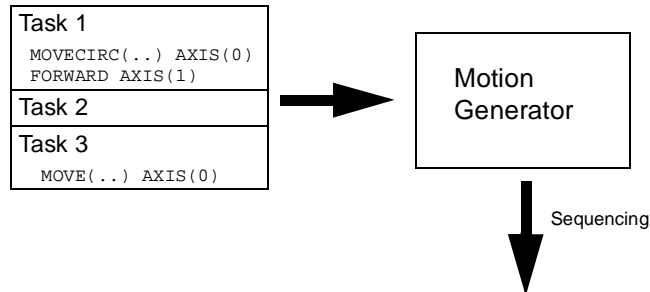 Task 1
MOVECIRC(..) AXIS(0)
FORWARD AXIS(1)
Task 2
Task 3
MOVE(..) AXIS(0)
Motion
Generator
Sequencing